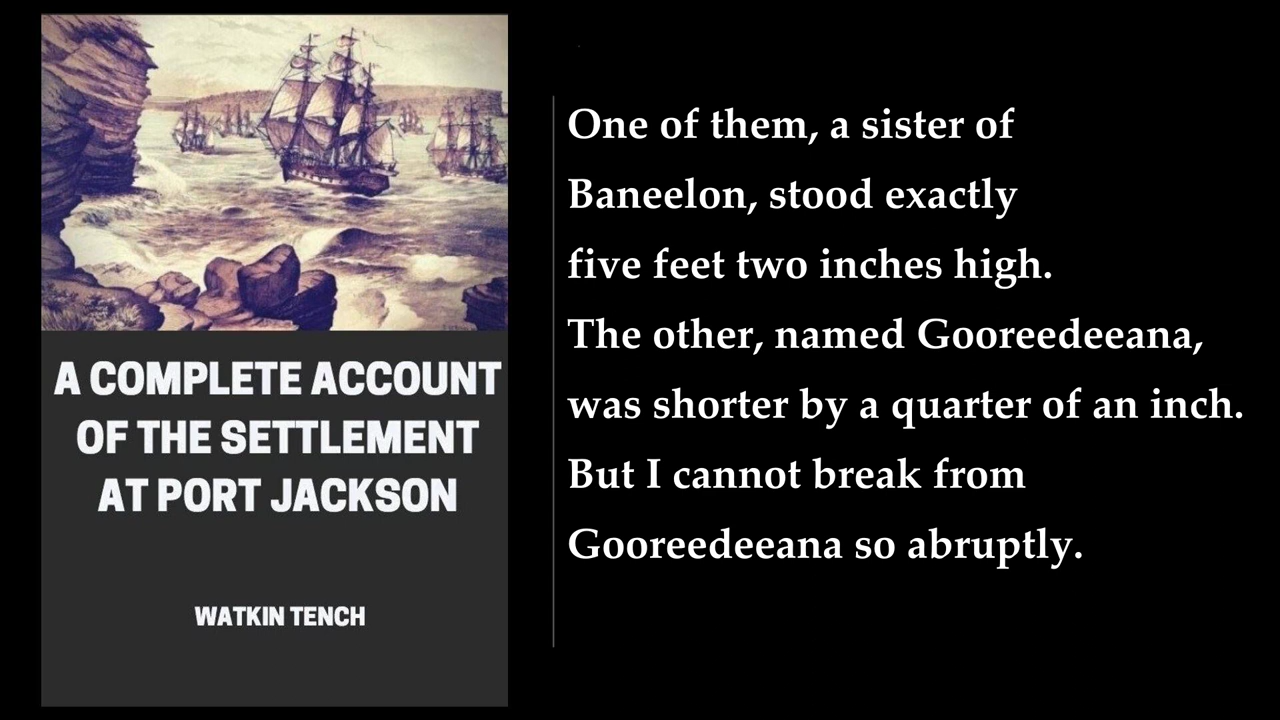 A COMPLETE ACCOUNT
OF THE SETTLEMENT
AT PORT JACKSON
WATKIN TENCH
One of them, a sister of
Baneelon, stood exactly
five feet two inches high.
The other, named Gooreedeeana,
was shorter by a quarter of an inch.
But I cannot break from
Gooreedeeana so abruptly.